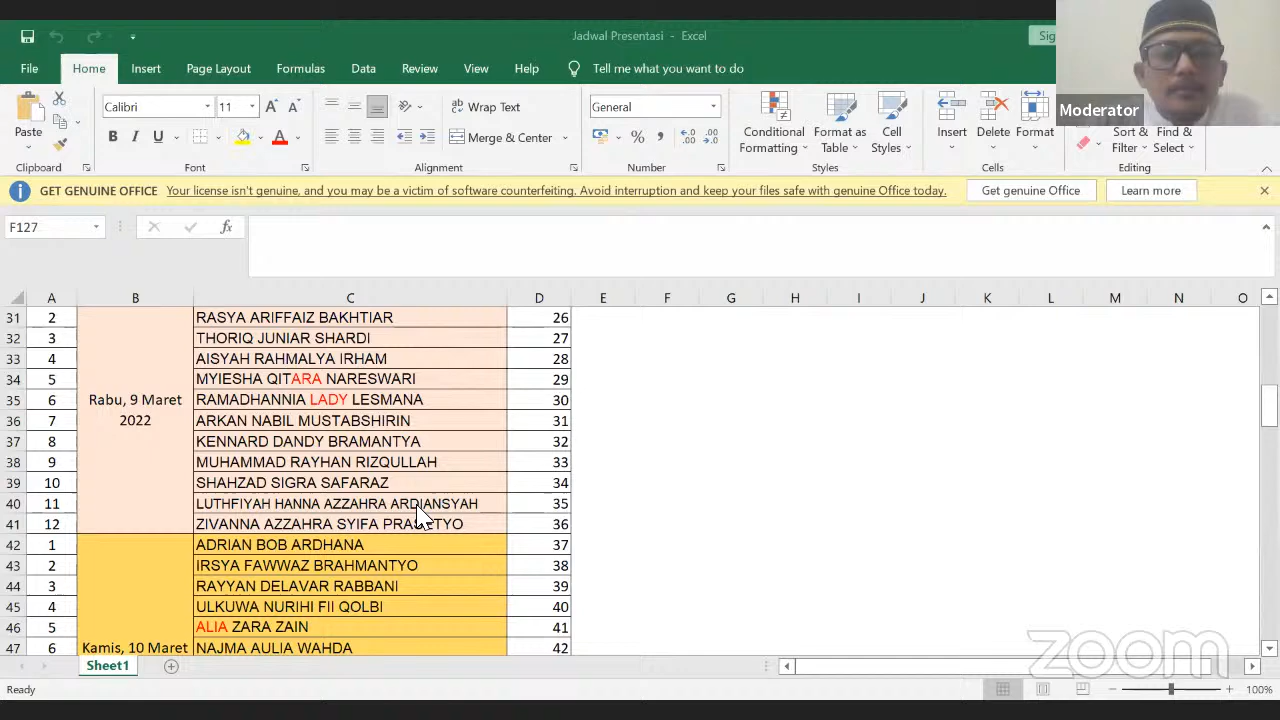 Jadwal Presentasi - Excel
Sig
File Home Insert Page Layout Formulas Data Review View Help Tell me what you want to do
Moderator
Paste
Calibri 11
B I U
A A A
Wrap Text
Merge & Center
General
% ,
Conditional Formatting
Format as Table
Cell Styles
Insert Delete Format
Sort & Filter
Find & Select
Clipboard Font Alignment Number Styles Cells Editing
GET GENUINE OFFICE Your license isn't genuine, and you may be a victim of software counterfeiting. Avoid interruption and keep your files safe with genuine Office today. Get genuine Office Learn more
F127 fx
A B C D E F G H I J K L M N O
31 2 RASYA ARIFFAIZ BAKHTIAR 26
32 3 THORIQ JUNIAR SHARDI 27
33 4 AISYAH RAHMALYA IRHAM 28
34 5 MYIESHA QITARA NARESWARI 29
35 6 Rabu, 9 Maret RAMADHANNIA LADY LESMANA 30
36 7 2022 ARKAN NABIL MUSTABSHIRIN 31
37 8 KENNARD DANDY BRAMANTYA 32
38 9 MUHAMMAD RAYHAN RIZQULLAH 33
39 10 SHAHZAD SIGRA SAFARAZ 34
40 11 LUTHFIYAH HANNA AZZAHRA ARDIANSYAH 35
41 12 ZIVANNA AZZAHRA SYIFA PRASETYO 36
42 1 ADRIAN BOB ARDHANA 37
43 2 IRSYA FAWWAZ BRAHMANTYO 38
44 3 RAYYAN DELAVAR RABBANI 39
45 4 ULKUWA NURIHI FII QOLBI 40
46 5 ALIA ZARA ZAIN 41
47 6 Kamis, 10 Maret NAJMA AULIA WAHDA 42
zoom
Sheet1
Ready 100%